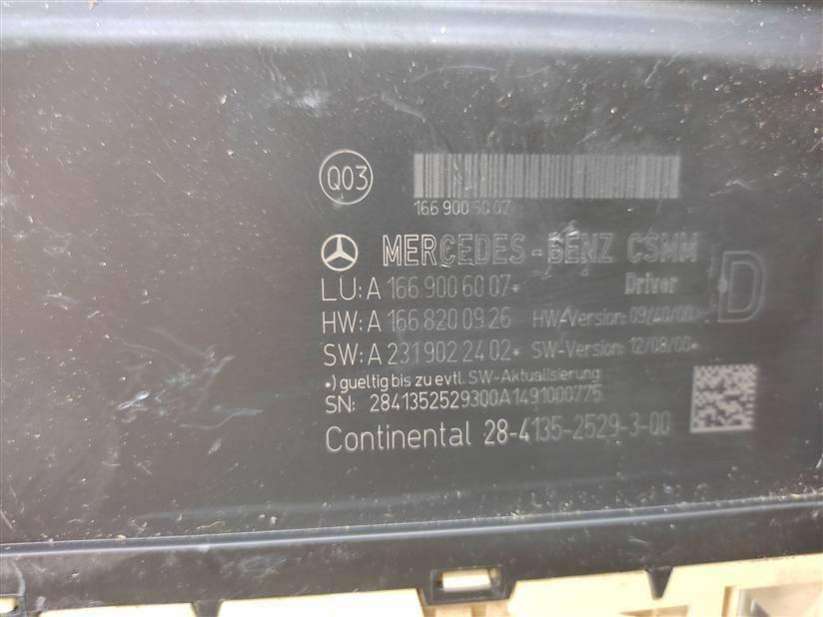 Q03
166 900 6007
MERCEDES-BENZ CSMM
LU: A 166 900 60 07* Driver D
HW: A 166 820 09 26 HW-Version: 09/40/00
SW: A 231 902 24 02* SW-Version: 12/08/00*
*) gueltig bis zu evtl. SW-Aktualisierung
SN: 2841352529300A1491000775
Continental 28-4135-2529-3-00